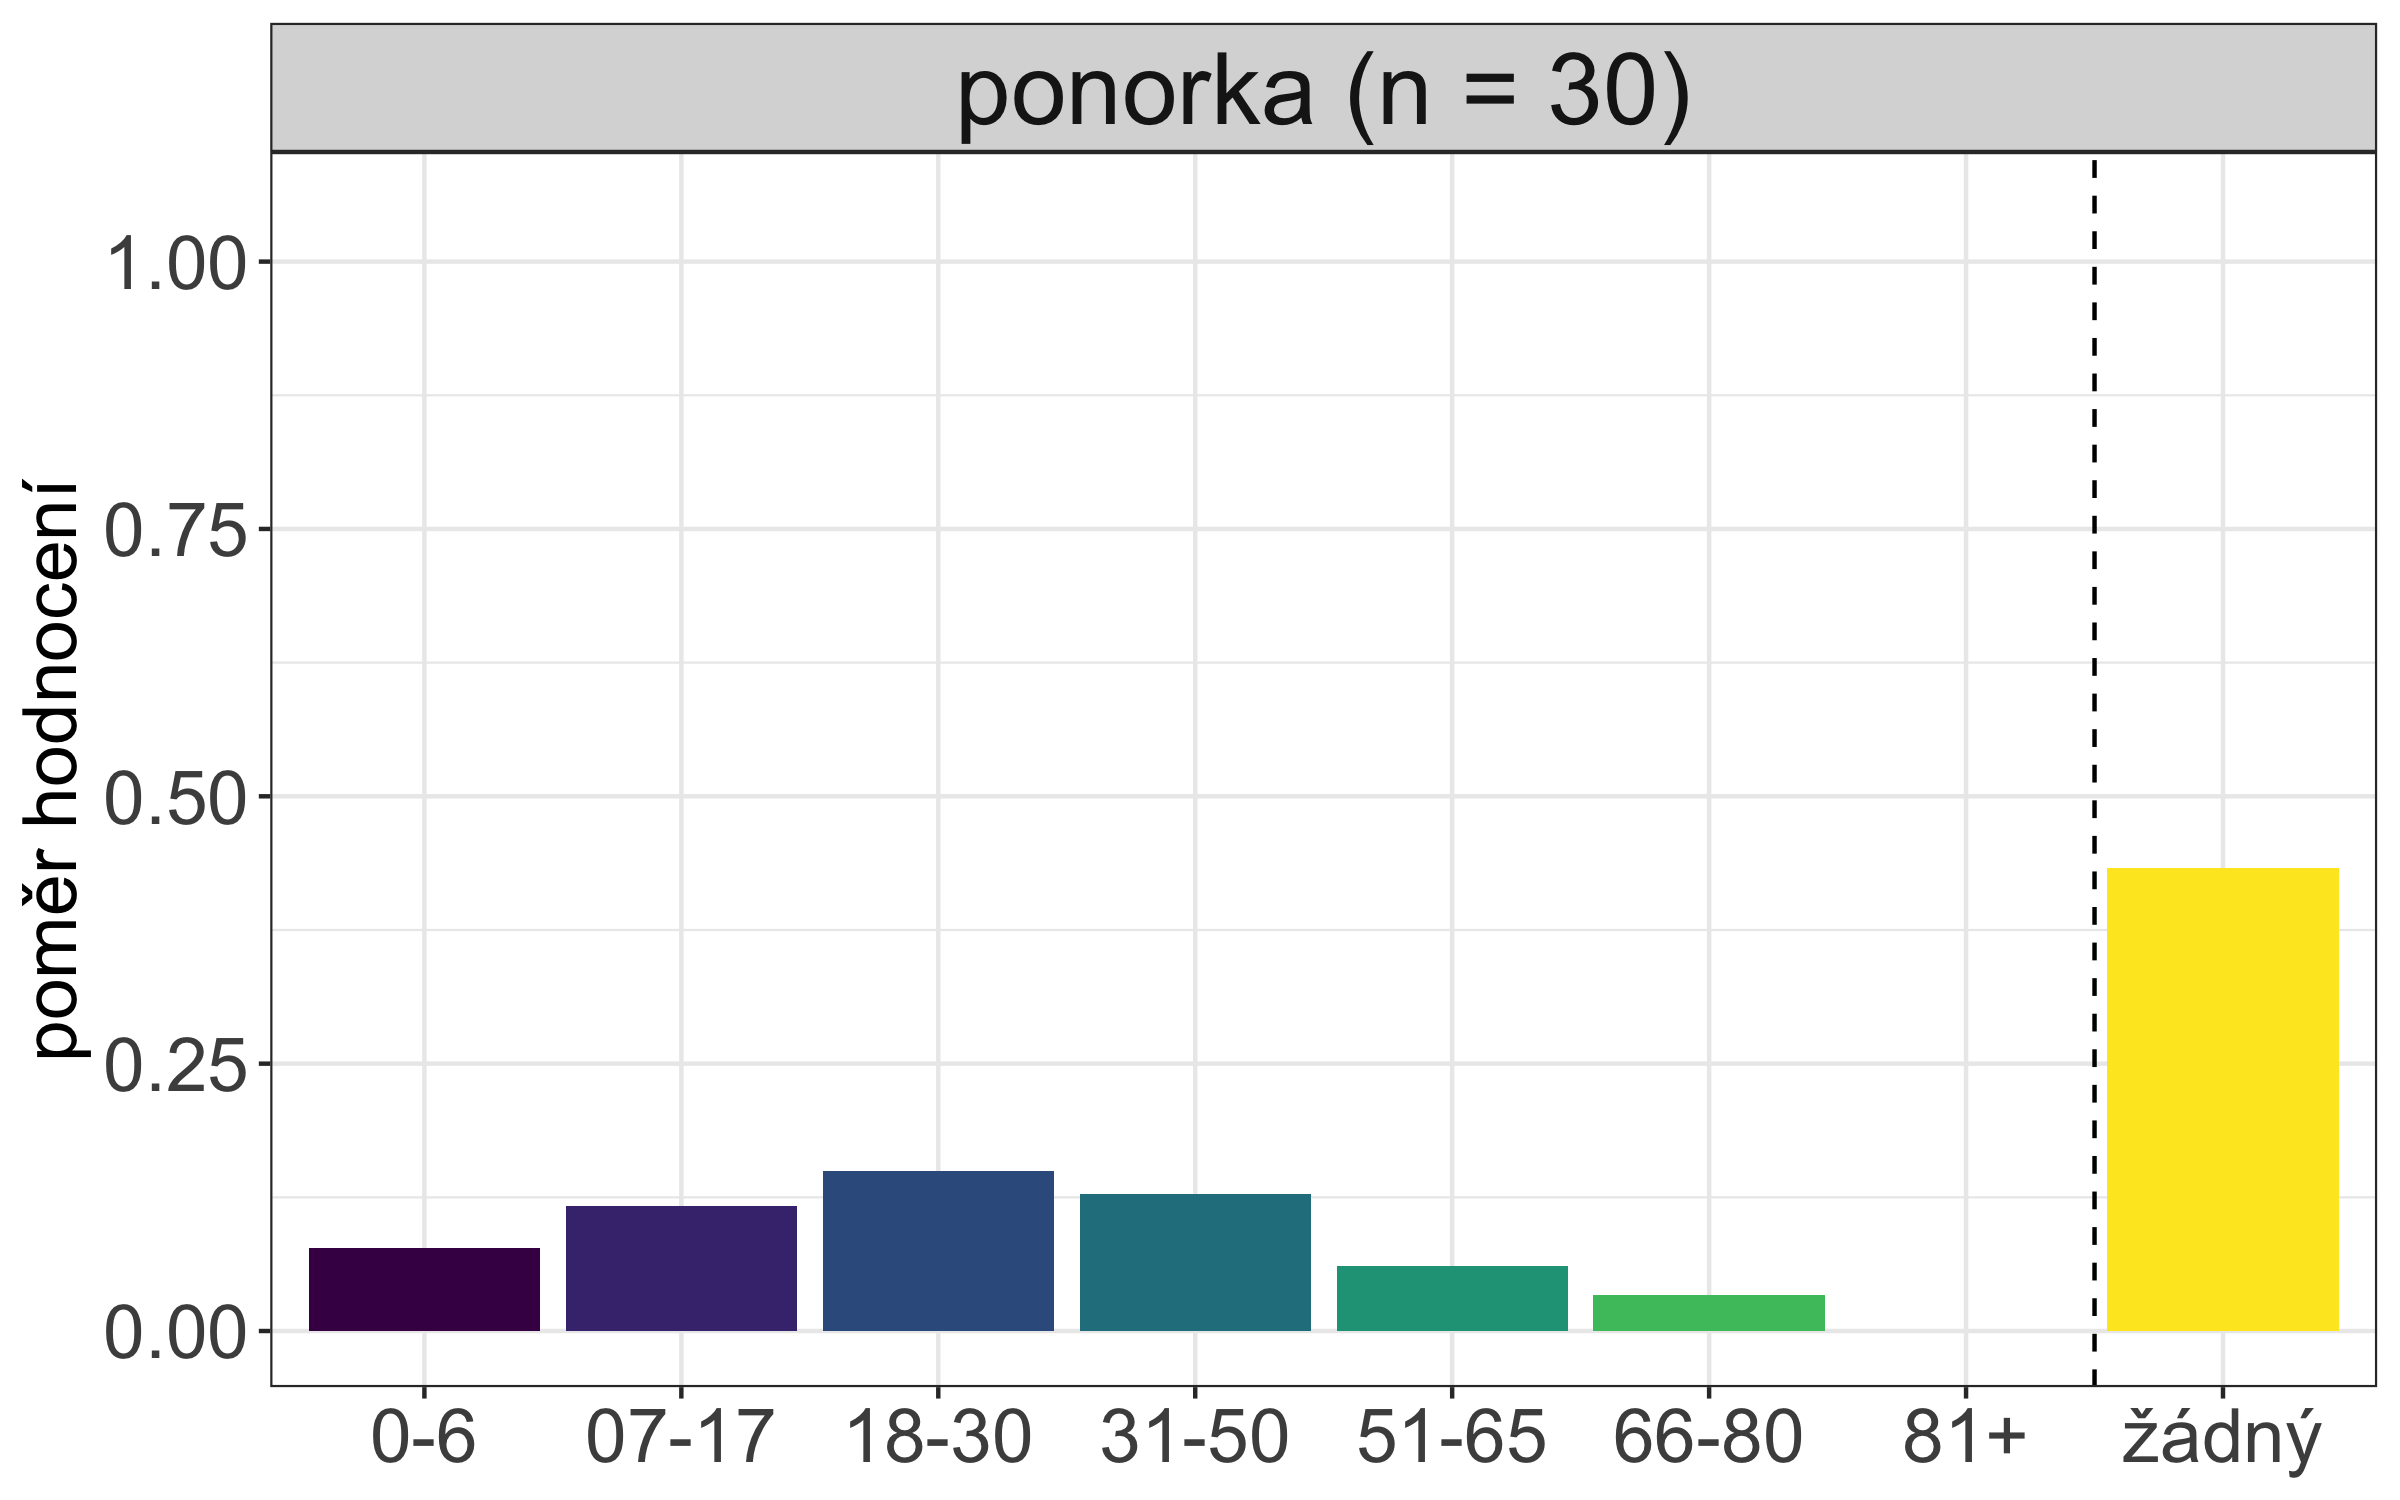 ponorka (n = 30)
poměr hodnocení
1.00
0.75
0.50
0.25
0.00
0-6 07-17 18-30 31-50 51-65 66-80 81+ žádný